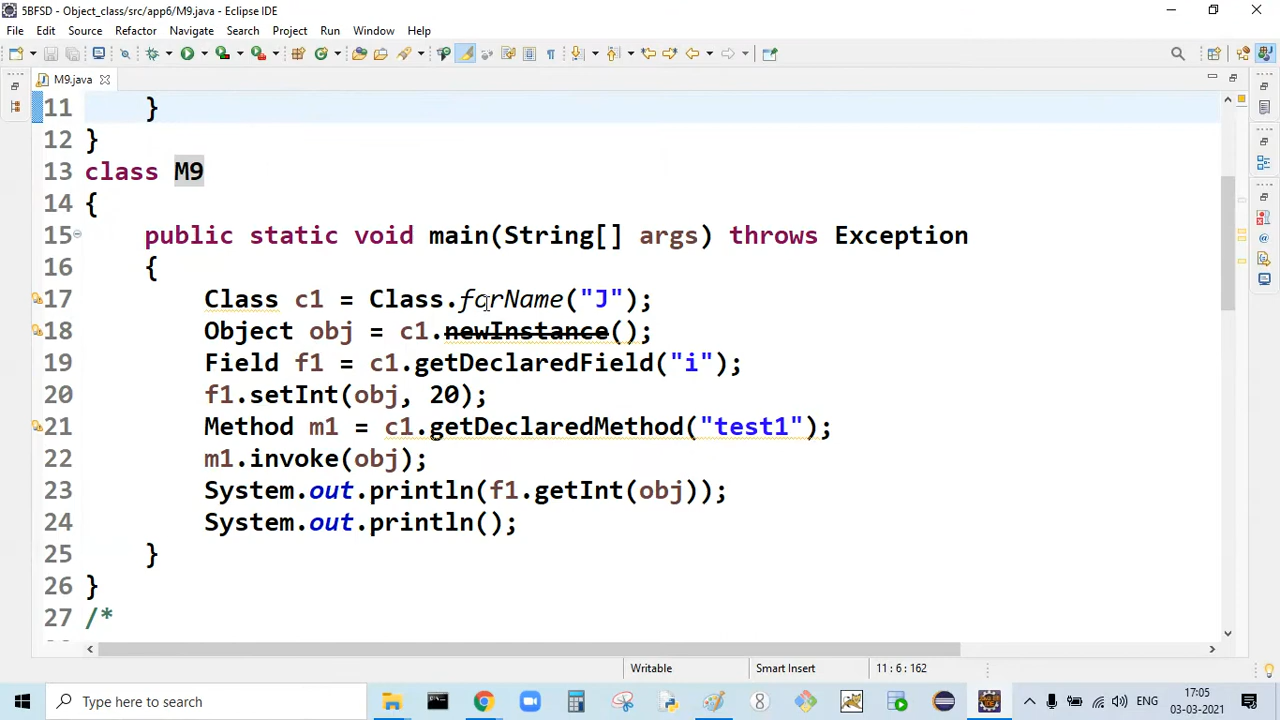 5BFSD - Object_class/src/app6/M9.java - Eclipse IDE
File Edit Source Refactor Navigate Search Project Run Window Help
M9.java
11 }
12 }
13 class M9
14 {
15 public static void main(String[] args) throws Exception
16 {
17 Class c1 = Class.forName("J");
18 Object obj = c1.newInstance();
19 Field f1 = c1.getDeclaredField("i");
20 f1.setInt(obj, 20);
21 Method m1 = c1.getDeclaredMethod("test1");
22 m1.invoke(obj);
23 System.out.println(f1.getInt(obj));
24 System.out.println();
25 }
26 }
27 /*
Writable Smart Insert 11 : 6 : 162
Type here to search
ENG
17:05
03-03-2021